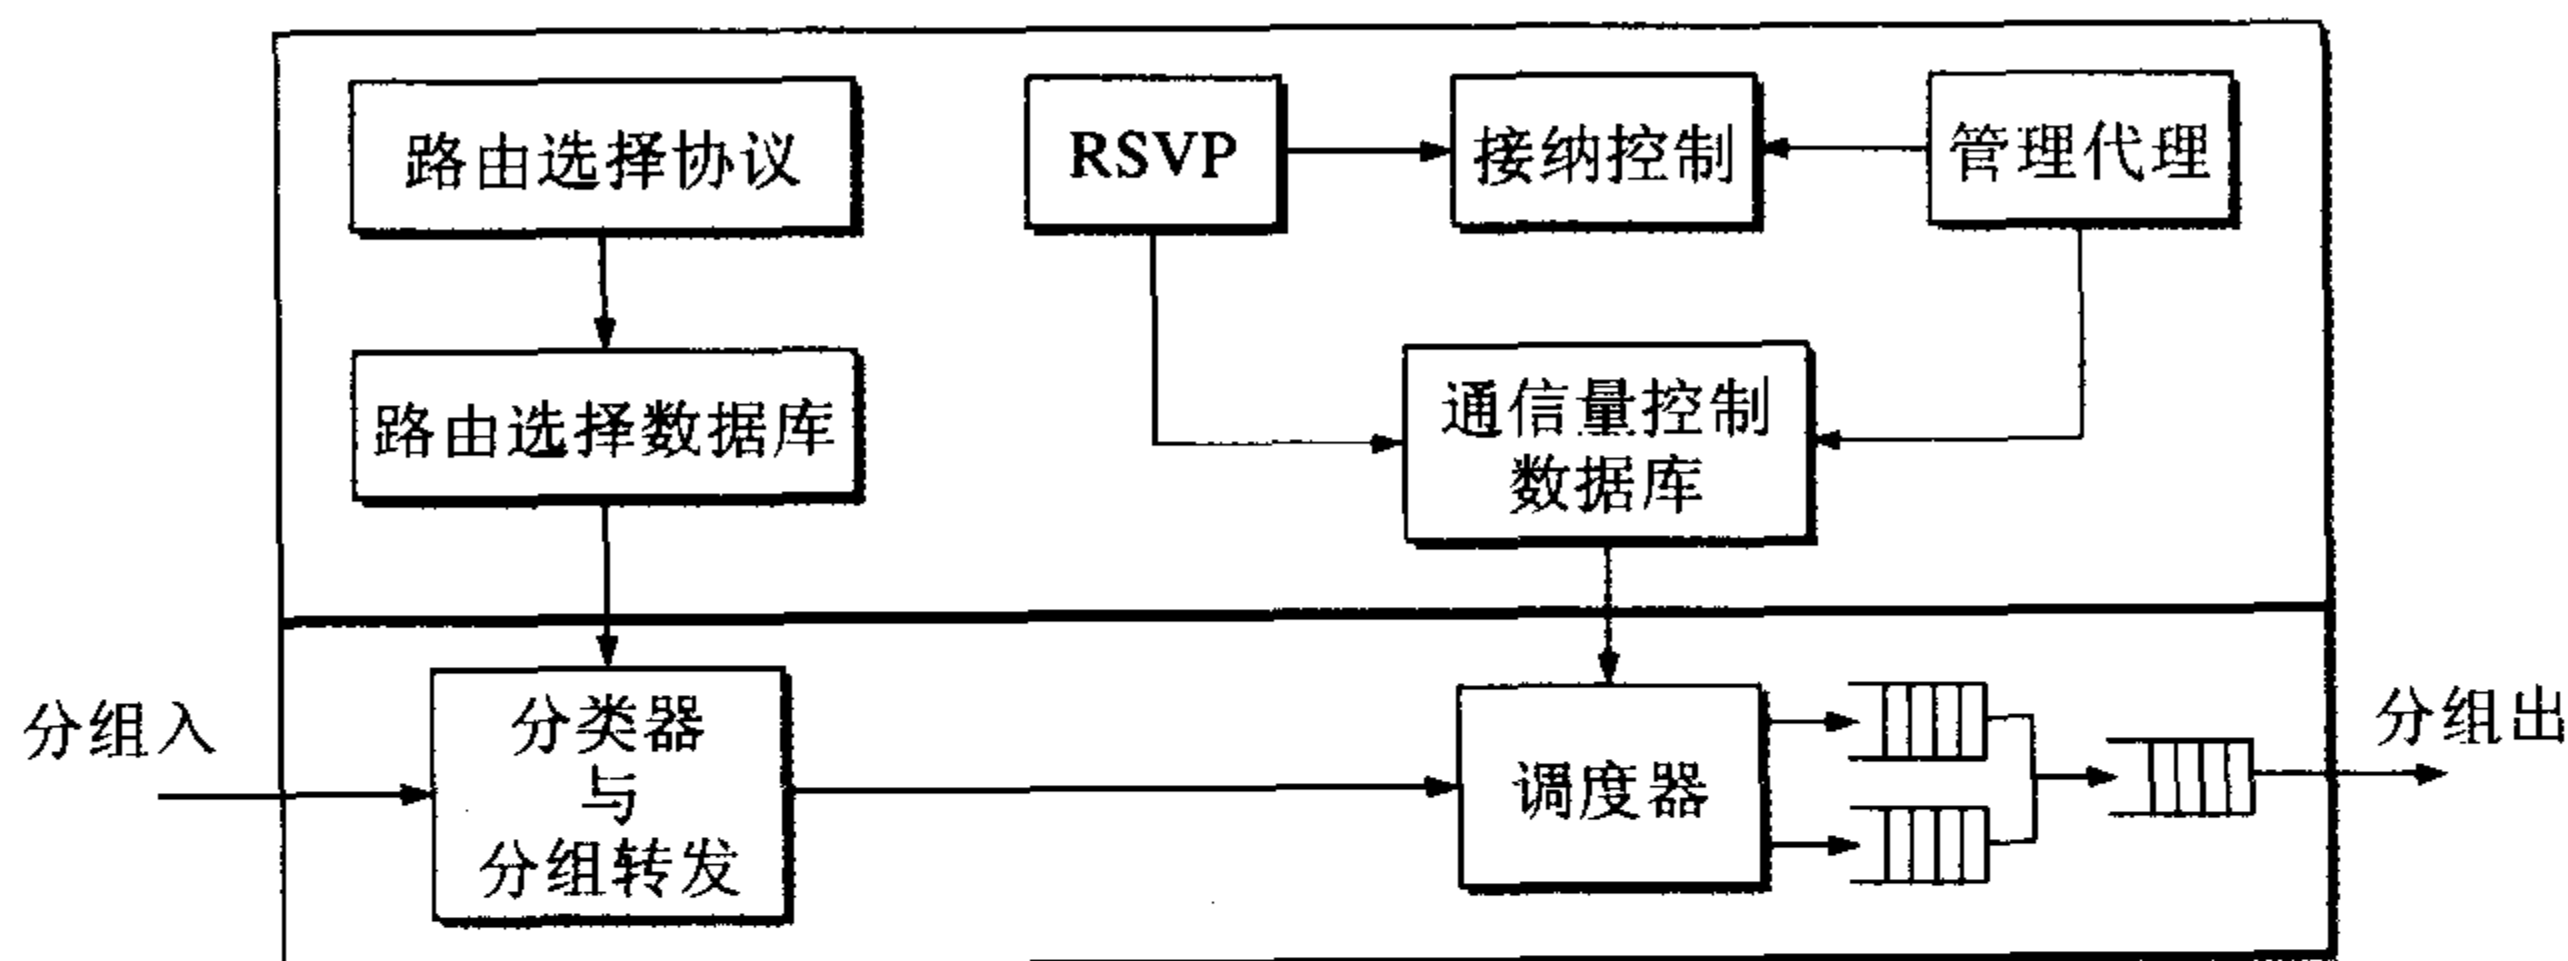 路由选择协议
RSVP
接纳控制
管理代理
路由选择数据库
通信量控制
数据库
分组入
分类器
与
分组转发
调度器
分组出